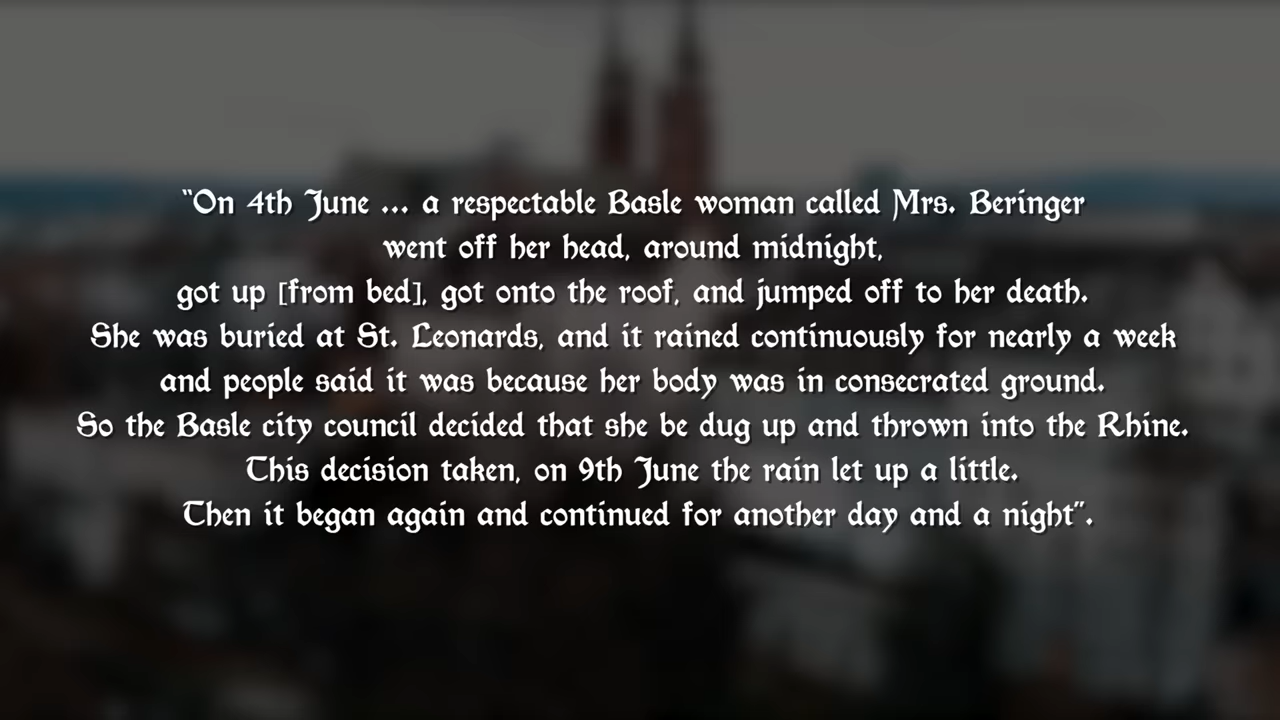 "On 4th June ... a respectable Basle woman called Mrs. Beringer
went off her head, around midnight,
got up [from bed], got onto the roof, and jumped off to her death.
She was buried at St. Leonards, and it rained continuously for nearly a week
and people said it was because her body was in consecrated ground.
So the Basle city council decided that she be dug up and thrown into the Rhine.
This decision taken, on 9th June the rain let up a little.
Then it began again and continued for another day and a night".